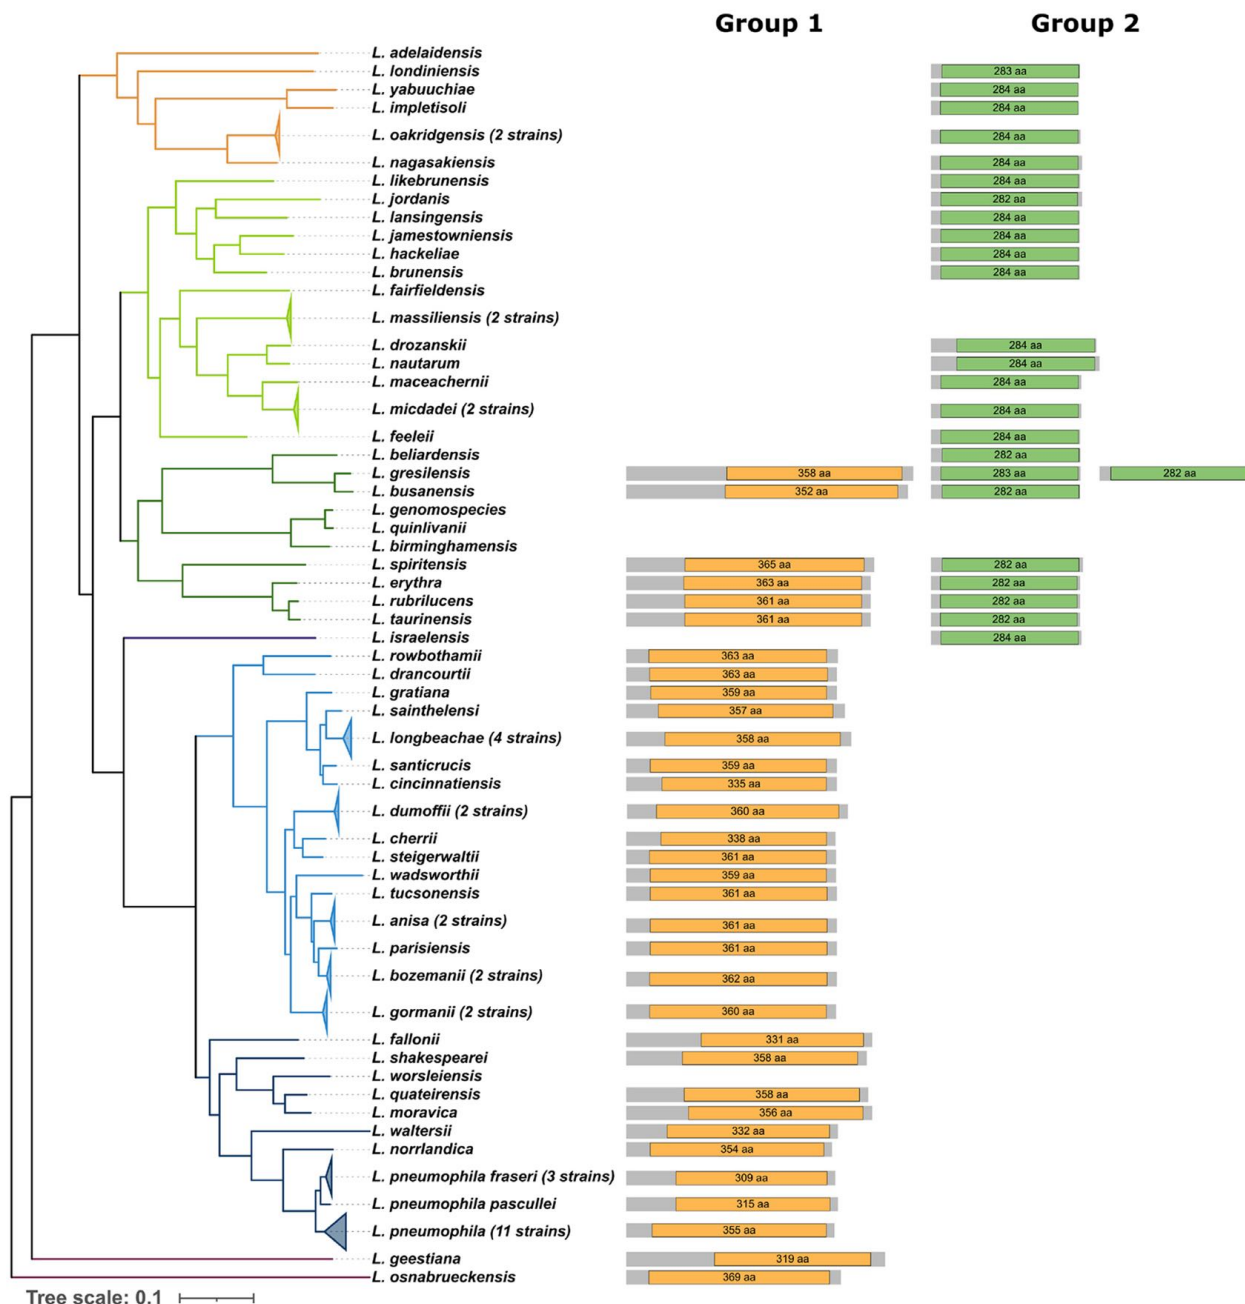 Group 1 Group 2
L. adelaidensis
L. londiniensis 283 aa
L. yabuuchiae 284 aa
L. impletisoli 284 aa
L. oakridgensis (2 strains) 284 aa
L. nagasakiensis 284 aa
L. likebrunensis 284 aa
L. jordanis 282 aa
L. lansingensis 284 aa
L. jamestowniensis 284 aa
L. hackeliae 284 aa
L. brunensis 284 aa
L. fairfieldensis
L. massiliensis (2 strains)
L. drozanskii 284 aa
L. nautarum 284 aa
L. maceachernii 284 aa
L. micdadei (2 strains) 284 aa
L. feeleii 284 aa
L. beliardensis 282 aa
L. gresilensis 358 aa 283 aa 282 aa
L. busanensis 352 aa 282 aa
L. genomospecies
L. quinlivanii
L. birminghamensis
L. spiritensis 365 aa 282 aa
L. erythra 363 aa 282 aa
L. rubrilucens 361 aa 282 aa
L. taurinensis 361 aa 282 aa
L. israelensis 284 aa
L. rowbothamii 363 aa
L. drancourtii 363 aa
L. gratiana 359 aa
L. sainthelensi 357 aa
L. longbeachae (4 strains) 358 aa
L. santicrucis 359 aa
L. cincinnatiensis 335 aa
L. dumoffii (2 strains) 360 aa
L. cherrii 338 aa
L. steigerwaltii 361 aa
L. wadsworthii 359 aa
L. tucsonensis 361 aa
L. anisa (2 strains) 361 aa
L. parisiensis 361 aa
L. bozemanii (2 strains) 362 aa
L. gormanii (2 strains) 360 aa
L. fallonii 331 aa
L. shakespearei 358 aa
L. worsleiensis
L. quateirensis 358 aa
L. moravica 356 aa
L. waltersii 332 aa
L. norrlandica 354 aa
L. pneumophila fraseri (3 strains) 309 aa
L. pneumophila pascullei 315 aa
L. pneumophila (11 strains) 355 aa
L. geestiana 319 aa
L. osnabrueckensis 369 aa
Tree scale: 0.1